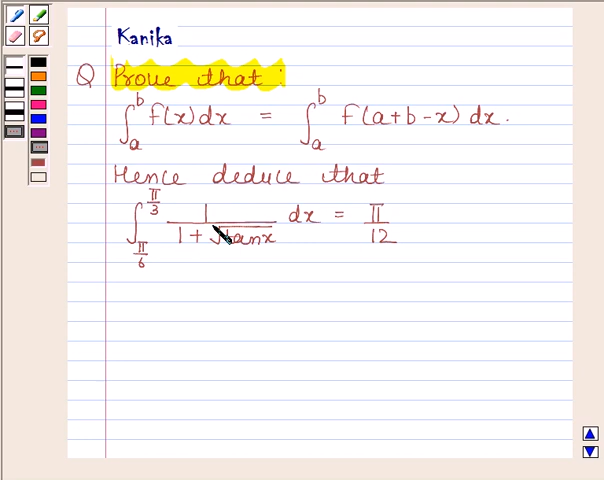 Kanika
Q Prove that :
∫_a^b f(x) dx = ∫_a^b f(a+b-x) dx.
Hence deduce that
∫_{π/6}^{π/3} 1/(1+√tanx) dx = π/12